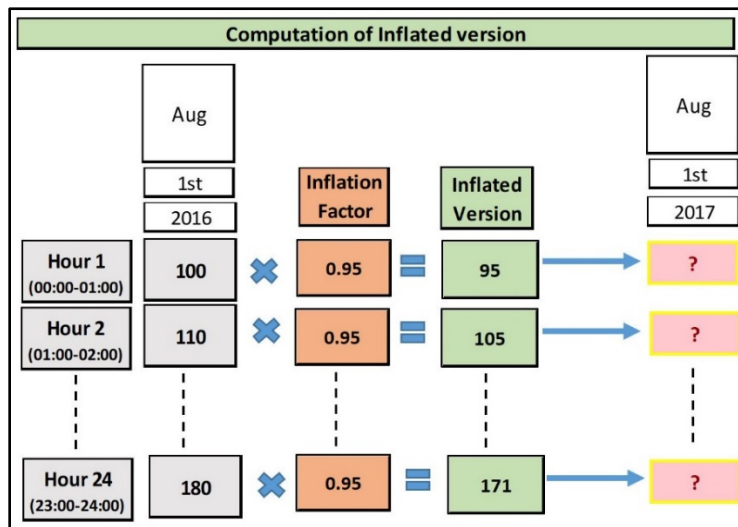 Computation of Inflated version
Aug
Aug
1st
Inflation
Factor
Inflated
Version
1st
2016
2017
Hour 1
(00:00-01:00)
100
0.95
95
?
Hour 2
(01:00-02:00)
110
0.95
105
?
Hour 24
(23:00-24:00)
180
0.95
171
?